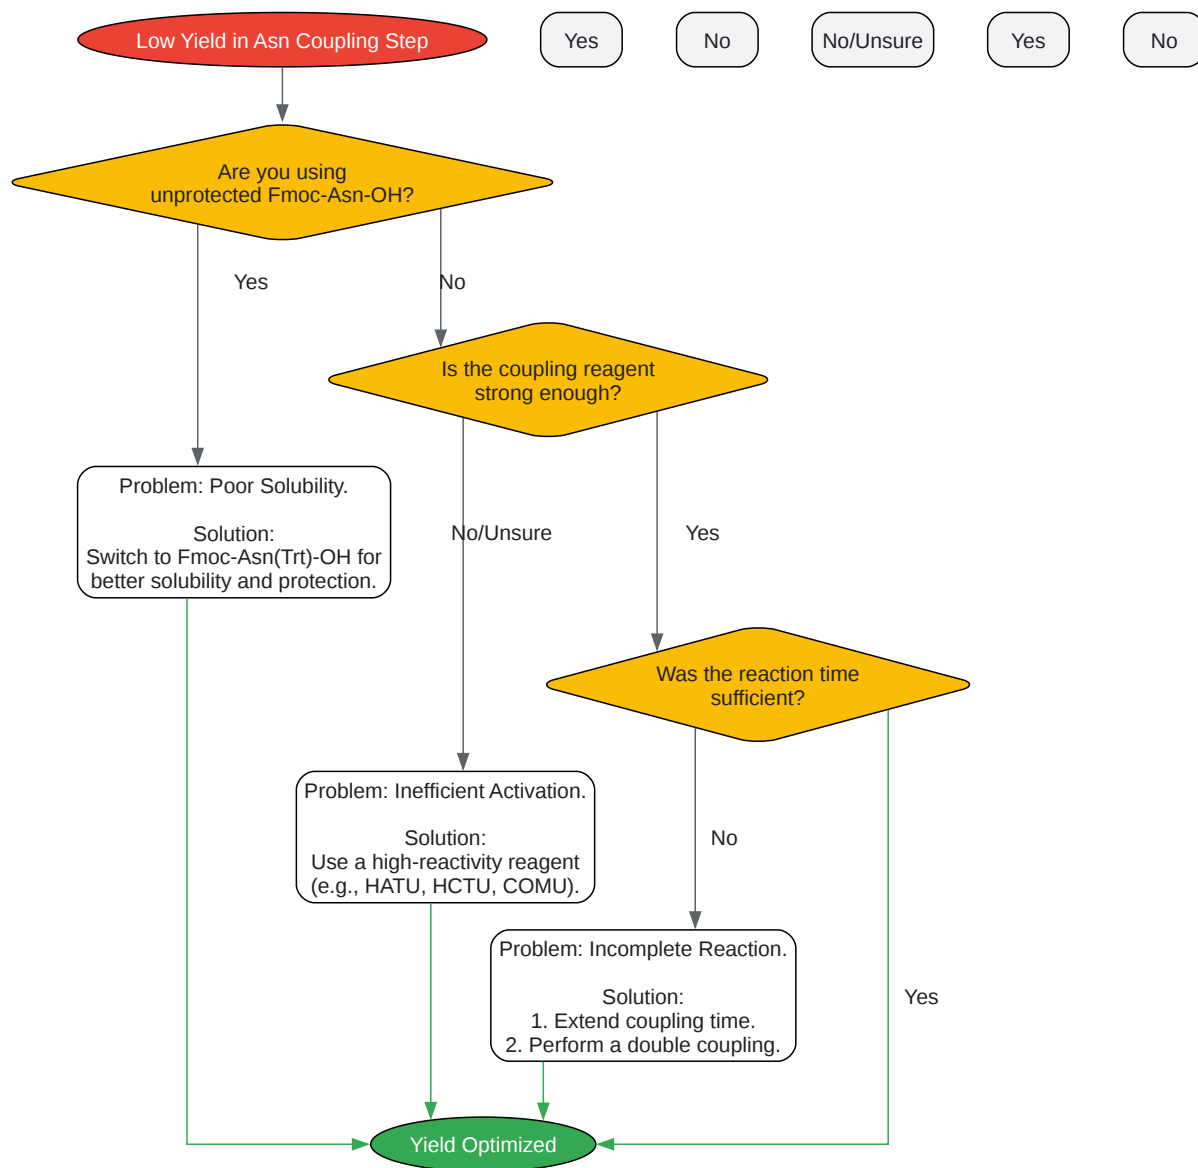 Low Yield in Asn Coupling Step
Yes
No
No/Unsure
Yes
No
Are you using
unprotected Fmoc-Asn-OH?
Yes
No
Is the coupling reagent
strong enough?
Problem: Poor Solubility.
Solution:
Switch to Fmoc-Asn(Trt)-OH for
better solubility and protection.
No/Unsure
Yes
Was the reaction time
sufficient?
Problem: Inefficient Activation.
Solution:
Use a high-reactivity reagent
(e.g., HATU, HCTU, COMU).
No
Problem: Incomplete Reaction.
Solution:
1. Extend coupling time.
2. Perform a double coupling.
Yes
Yield Optimized